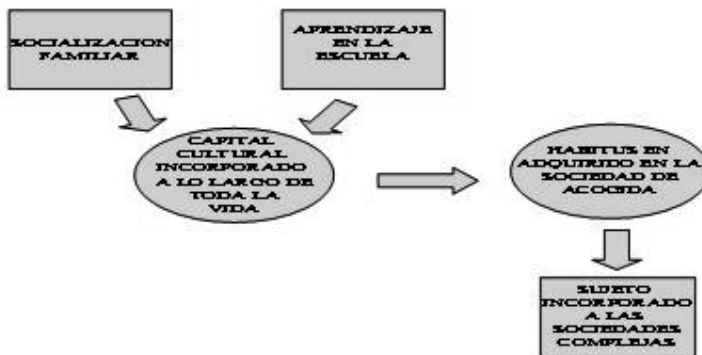 SOCIALIZACION
FAMILIAR
APRENDIZAJE
EN LA
ESCUELA
CAPITAL
CULTURAL
INCORPORADO
A LO LARGO DE
TODA LA
VIDA
HABITUS EN
ADQUIRIDO EN LA
SOCIEDAD DE
ACOGIDA
SUJETO
INCORPORADO
A LAS
SOCIEDADES
COMPLEJAS